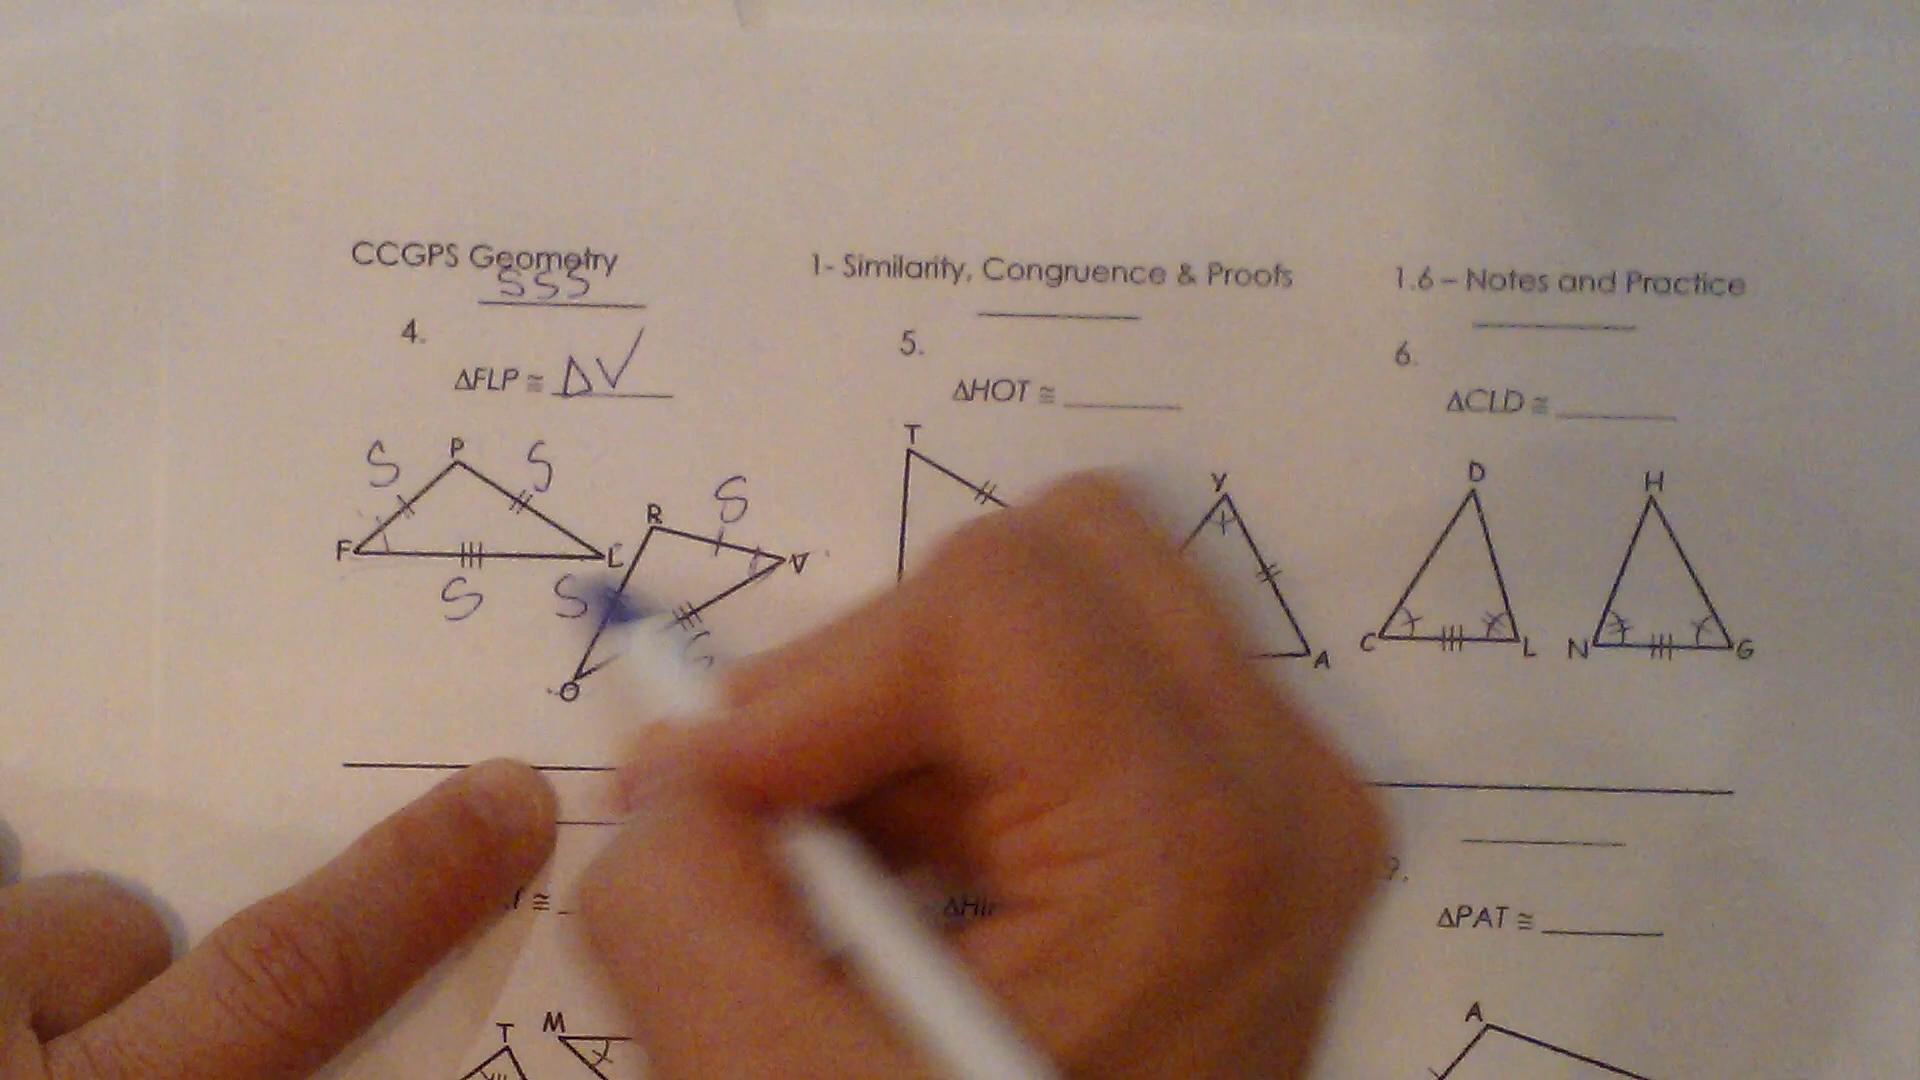 CCGPS Geometry 1- Similarity, Congruence & Proofs 1.6 – Notes and Practice
SSS
4. 5. 6.
ΔFLP ≅ ΔV ΔHOT ≅ ΔCLD ≅
T
S P S Y D H
R S
F L V
S S
C L N G
A
O
≅ ΔPAT ≅
T M A